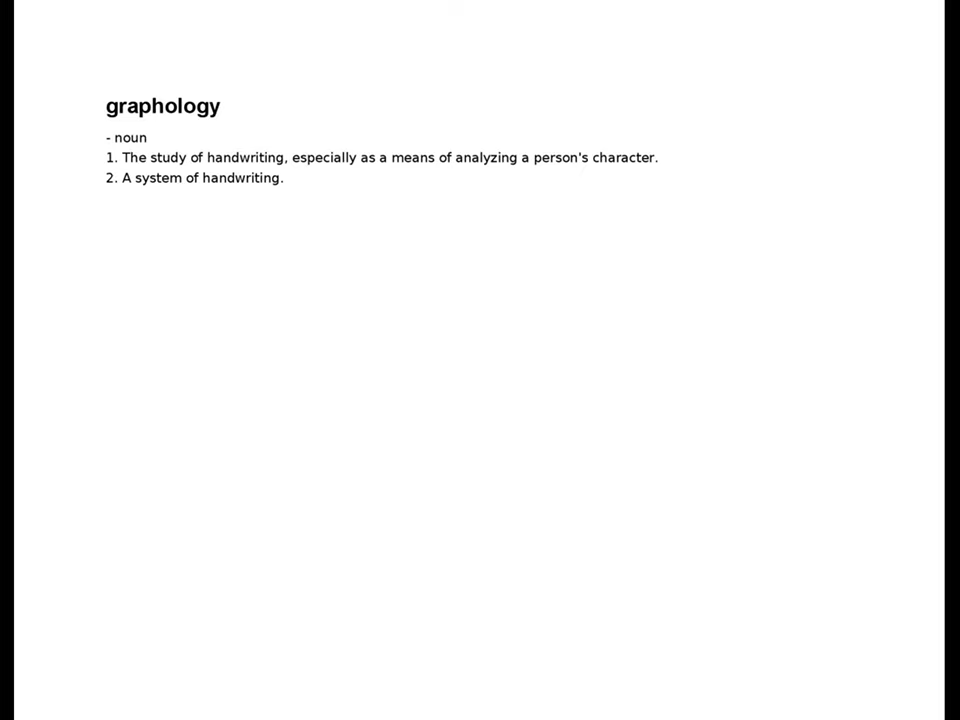 graphology
- noun
1. The study of handwriting, especially as a means of analyzing a person's character.
2. A system of handwriting.